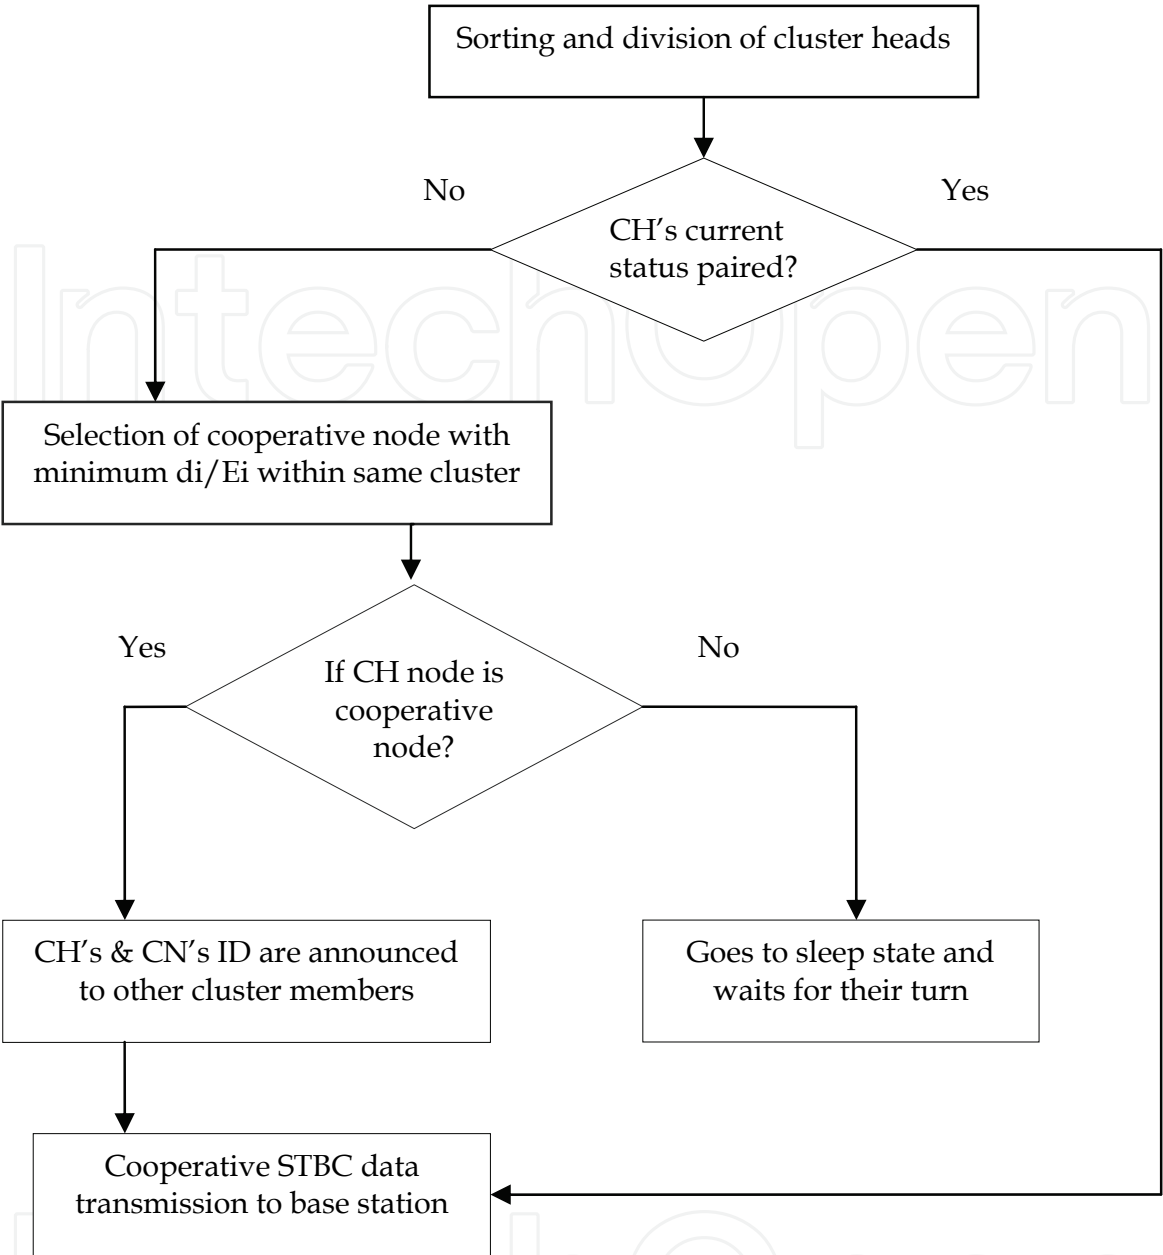 Sorting and division of cluster heads
No
Yes
CH's current
status paired?
Selection of cooperative node with
minimum di/Ei within same cluster
Yes
No
If CH node is
cooperative
node?
CH's & CN's ID are announced
to other cluster members
Goes to sleep state and
waits for their turn
Cooperative STBC data
transmission to base station
IntechOpen